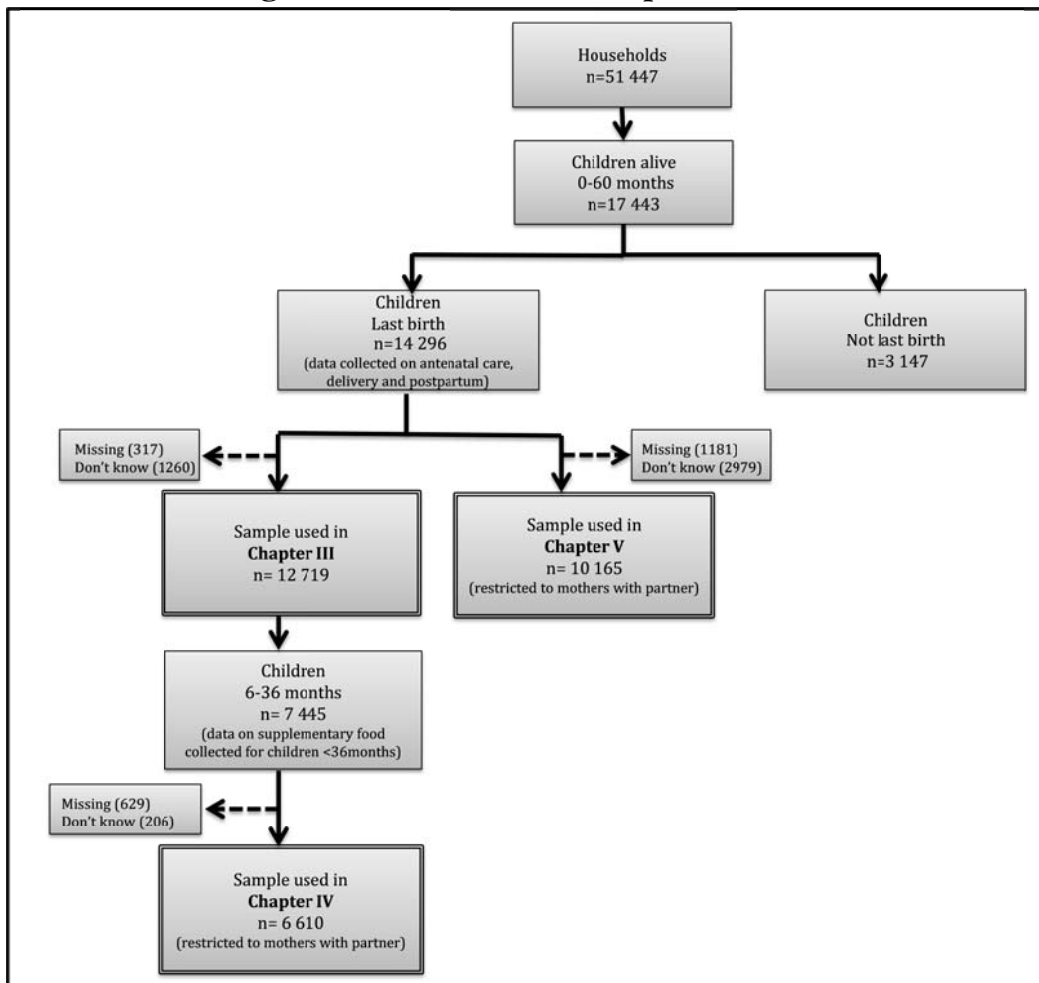 Households
n=51 447
Children alive
0-60 months
n=17 443
Children
Last birth
n=14 296
(data collected on antenatal care,
delivery and postpartum)
Children
Not last birth
n=3 147
Missing (317)
Don't know (1260)
Missing (1181)
Don't know (2979)
Sample used in
Chapter III
n= 12 719
Sample used in
Chapter V
n= 10 165
(restricted to mothers with partner)
Children
6-36 months
n= 7 445
(data on supplementary food
collected for children <36months)
Missing (629)
Don't know (206)
Sample used in
Chapter IV
n= 6 610
(restricted to mothers with partner)